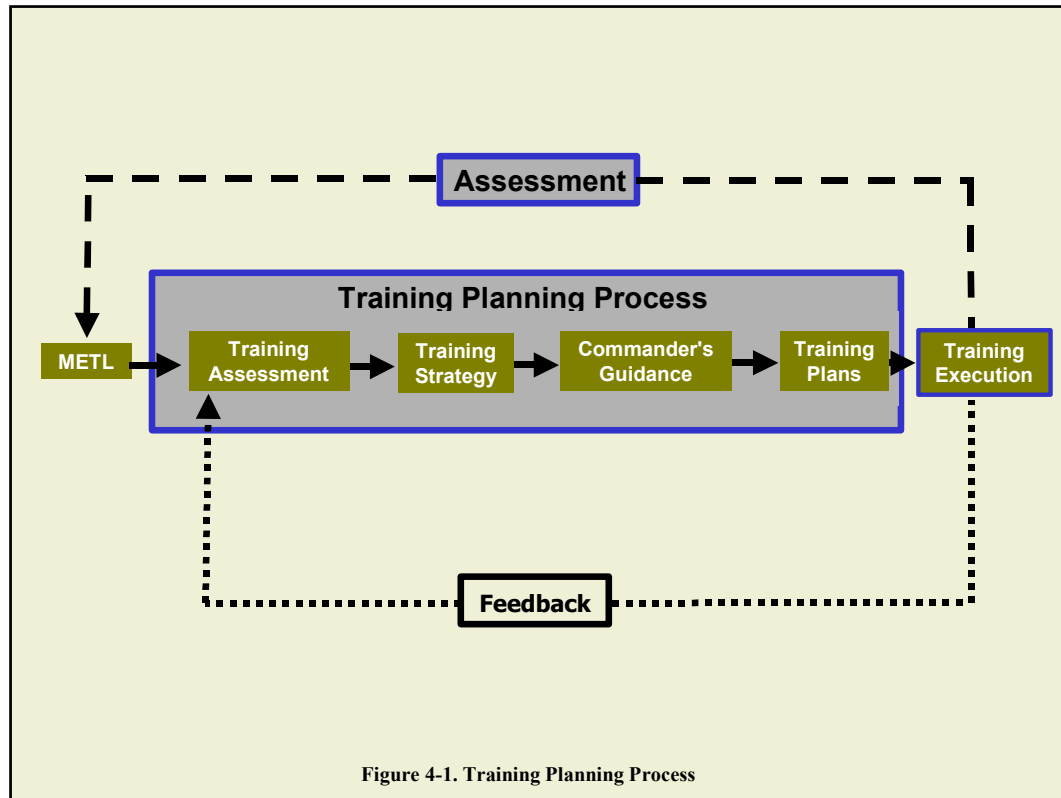 Assessment
Training Planning Process
METL
Training
Assessment
Training
Strategy
Commander's
Guidance
Training
Plans
Training
Execution
Feedback
Figure 4-1. Training Planning Process